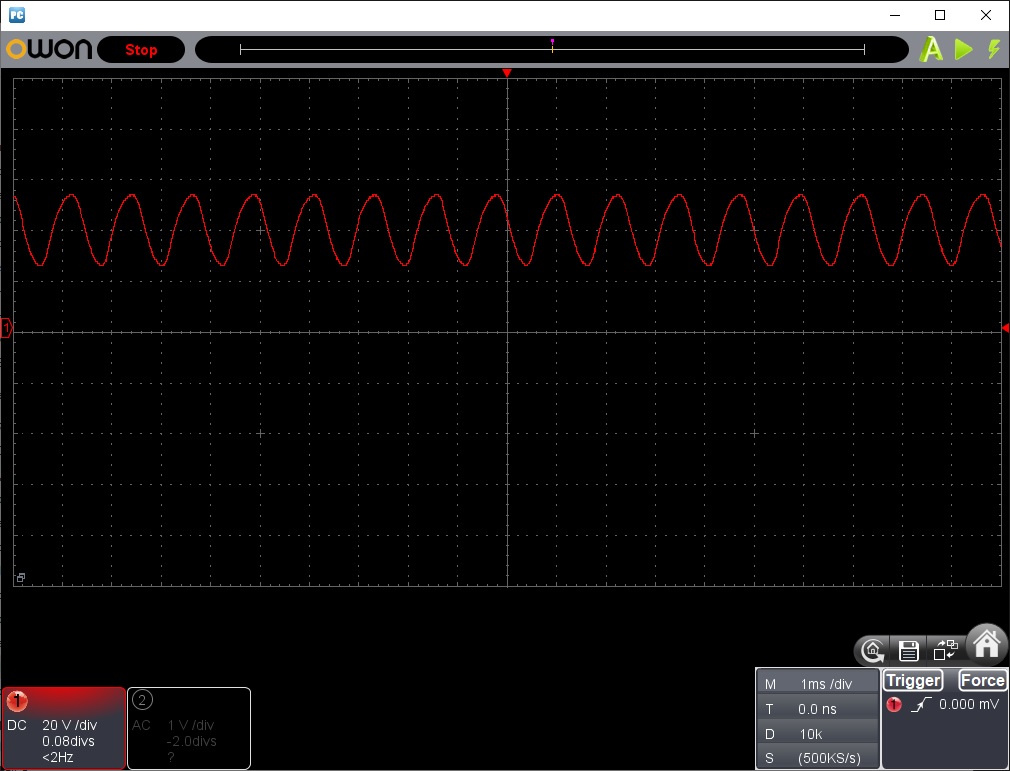 PC
OWON
Stop
A
1
1
DC 20 V /div
0.08divs
<2Hz
2
AC 1 V /div
-2.0divs
?
M 1ms /div
T 0.0 ns
D 10k
S (500KS/s)
Trigger Force
1 0.000 mV